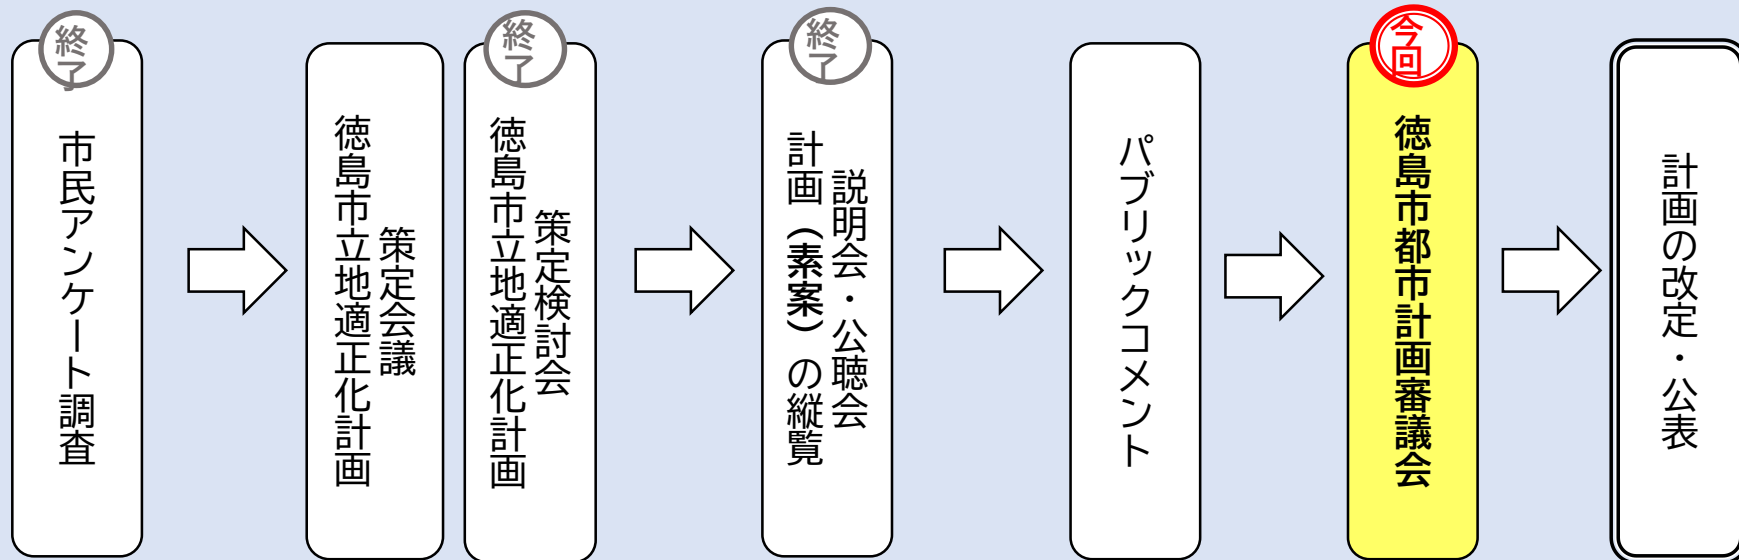 終了
市民アンケート調査
徳島市立地適正化計画
策定会議
終了
徳島市立地適正化計画
策定検討会
終了
計画（素案）の縦覧
説明会・公聴会
パブリックコメント
今回
徳島市都市計画審議会
計画の改定・公表